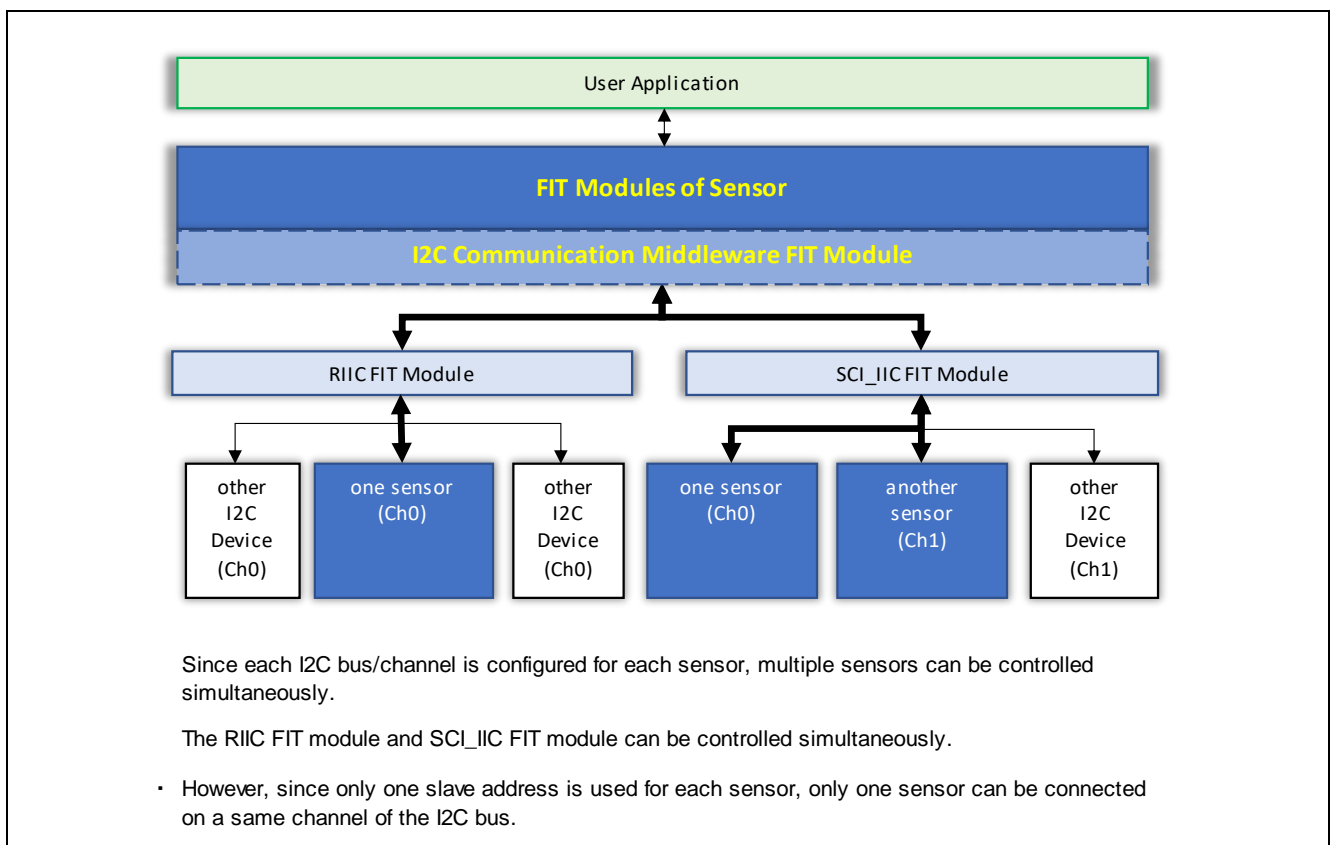 User Application
FIT Modules of Sensor
I2C Communication Middleware FIT Module
RIIC FIT Module
SCI_IIC FIT Module
other
I2C
Device
(Ch0)
one sensor
(Ch0)
other
I2C
Device
(Ch0)
one sensor
(Ch0)
another
sensor
(Ch1)
other
I2C
Device
(Ch1)
Since each I2C bus/channel is configured for each sensor, multiple sensors can be controlled
simultaneously.
The RIIC FIT module and SCI_IIC FIT module can be controlled simultaneously.
・ However, since only one slave address is used for each sensor, only one sensor can be connected
on a same channel of the I2C bus.